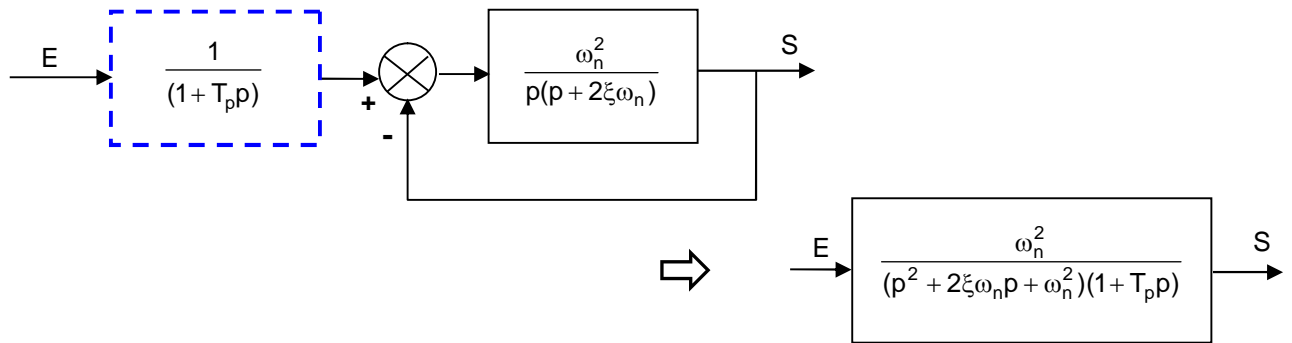 E
1
(1+ T_p p)
+
-
ω_n^2
p(p + 2ξω_n)
S
E
ω_n^2
(p^2 + 2ξω_n p + ω_n^2)(1+ T_p p)
S